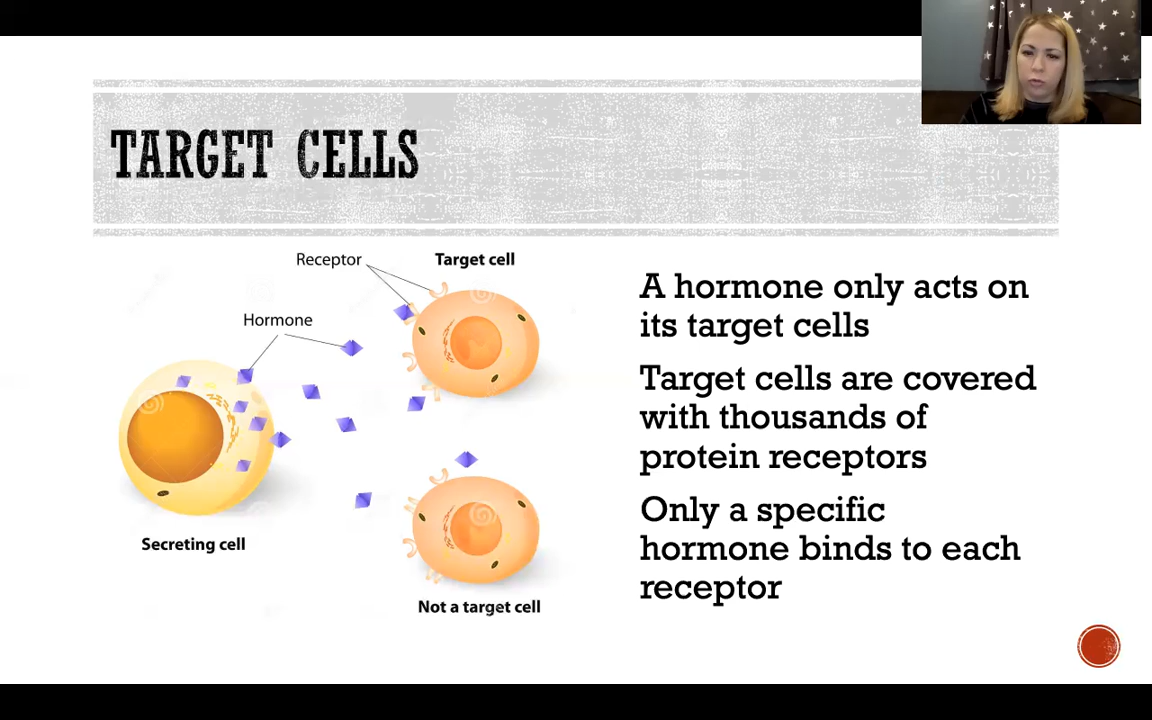 TARGET CELLS
Receptor
Target cell
Hormone
Secreting cell
Not a target cell
A hormone only acts on
its target cells
Target cells are covered
with thousands of
protein receptors
Only a specific
hormone binds to each
receptor